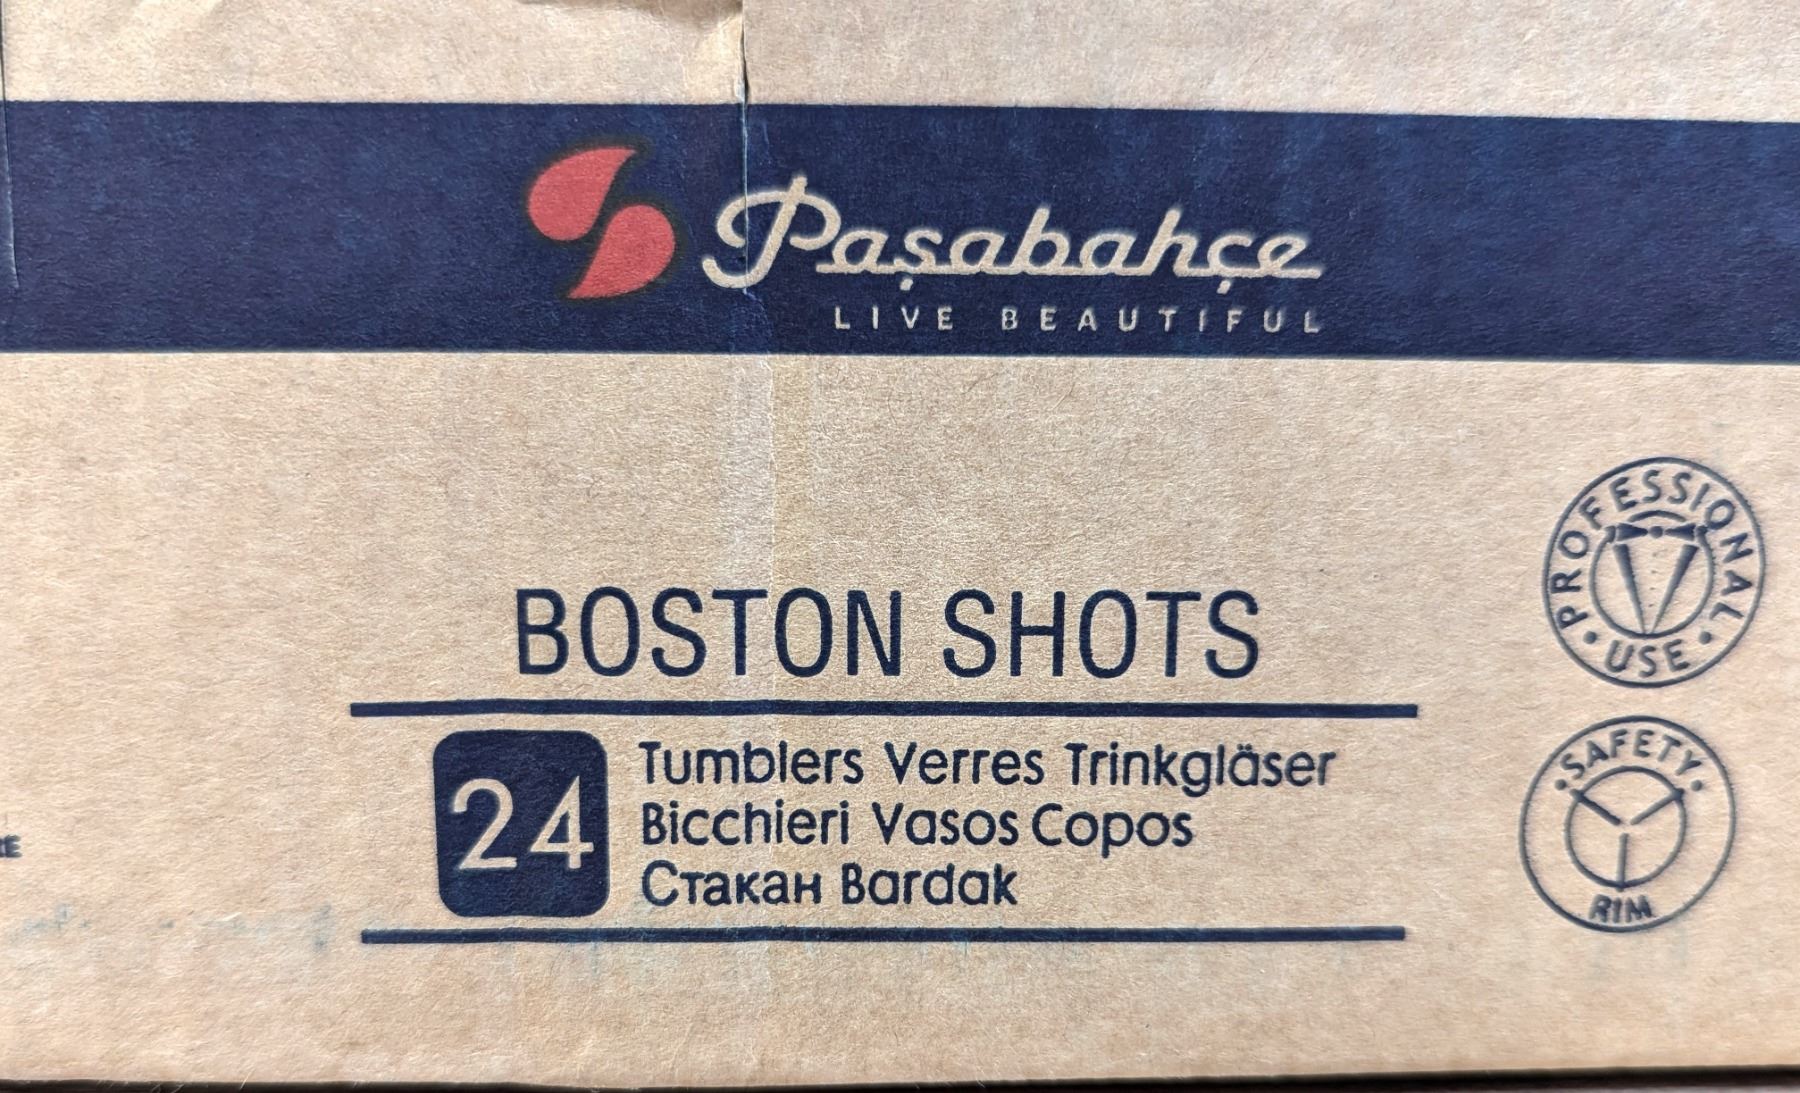 Paşabahçe
LIVE BEAUTIFUL
BOSTON SHOTS
24
Tumblers Verres Trinkgläser
Bicchieri Vasos Copos
Стакан Bardak
PROFESSIONAL
USE
SAFETY
RIM